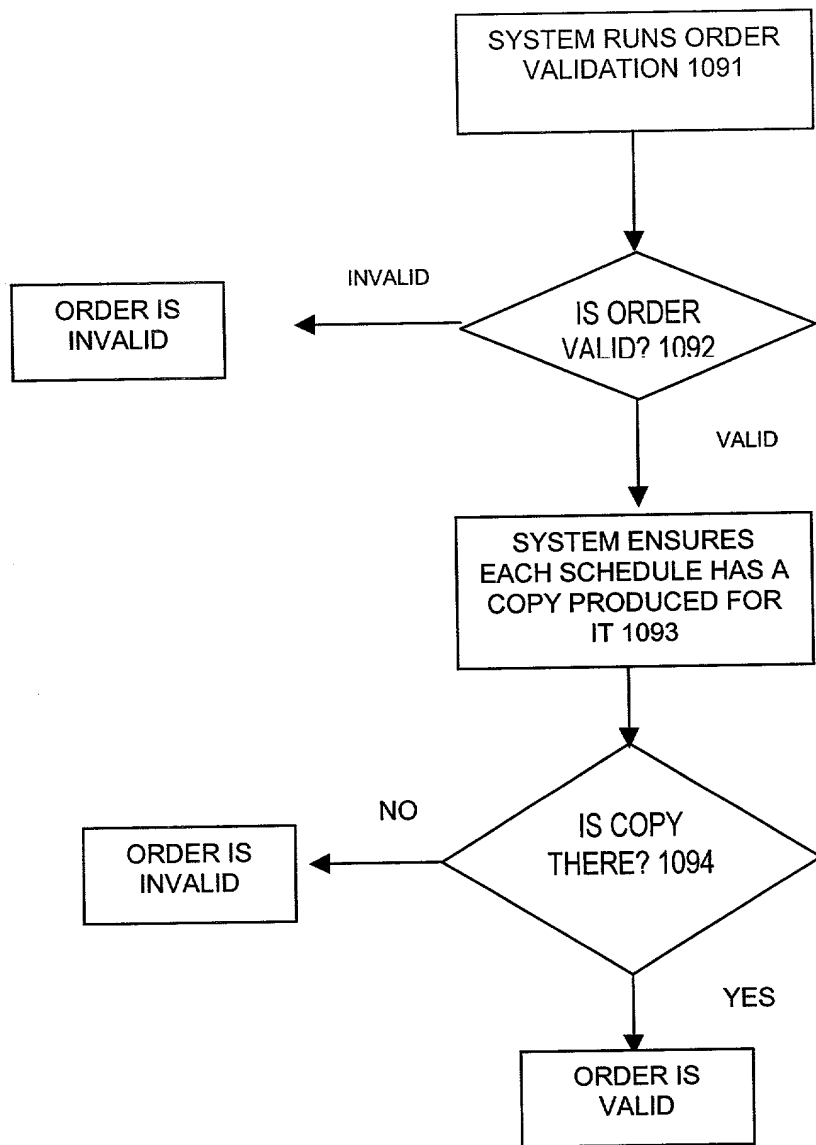 SYSTEM RUNS ORDER
VALIDATION 1091
INVALID
ORDER IS
INVALID
IS ORDER
VALID? 1092
VALID
SYSTEM ENSURES
EACH SCHEDULE HAS A
COPY PRODUCED FOR
IT 1093
NO
IS COPY
THERE? 1094
ORDER IS
INVALID
YES
ORDER IS
VALID